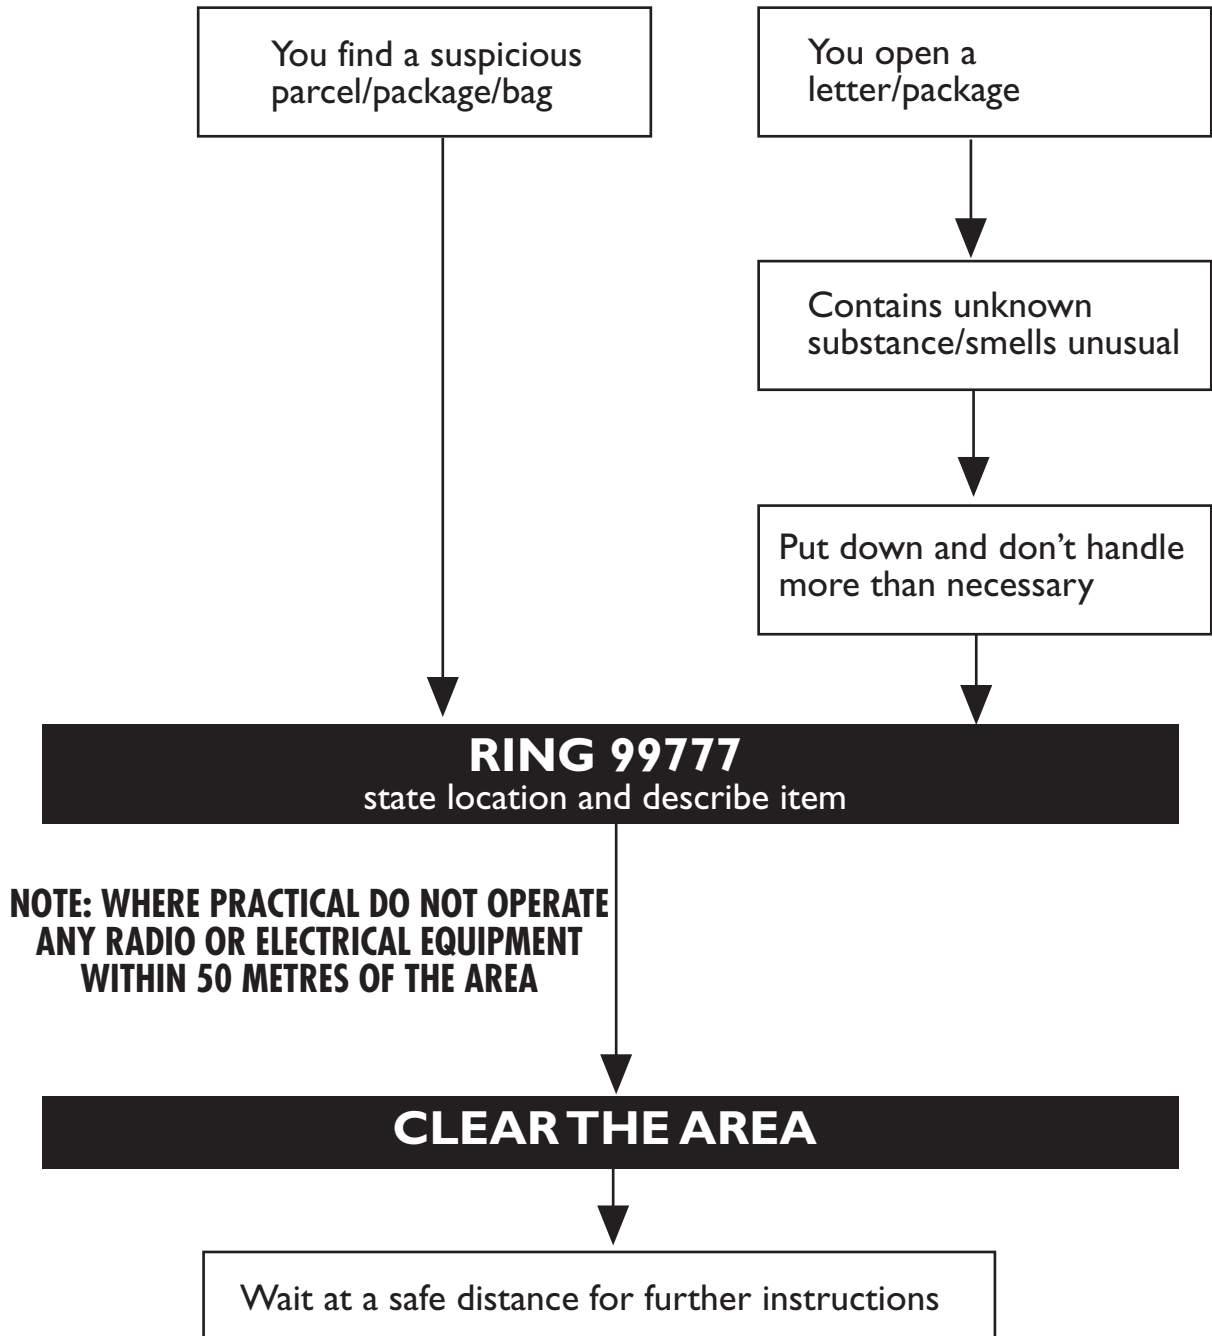 You find a suspicious
parcel/package/bag
You open a
letter/package
Contains unknown
substance/smells unusual
Put down and don’t handle
more than necessary
RING 99777
state location and describe item
NOTE: WHERE PRACTICAL DO NOT OPERATE
ANY RADIO OR ELECTRICAL EQUIPMENT
WITHIN 50 METRES OF THE AREA
CLEAR THE AREA
Wait at a safe distance for further instructions